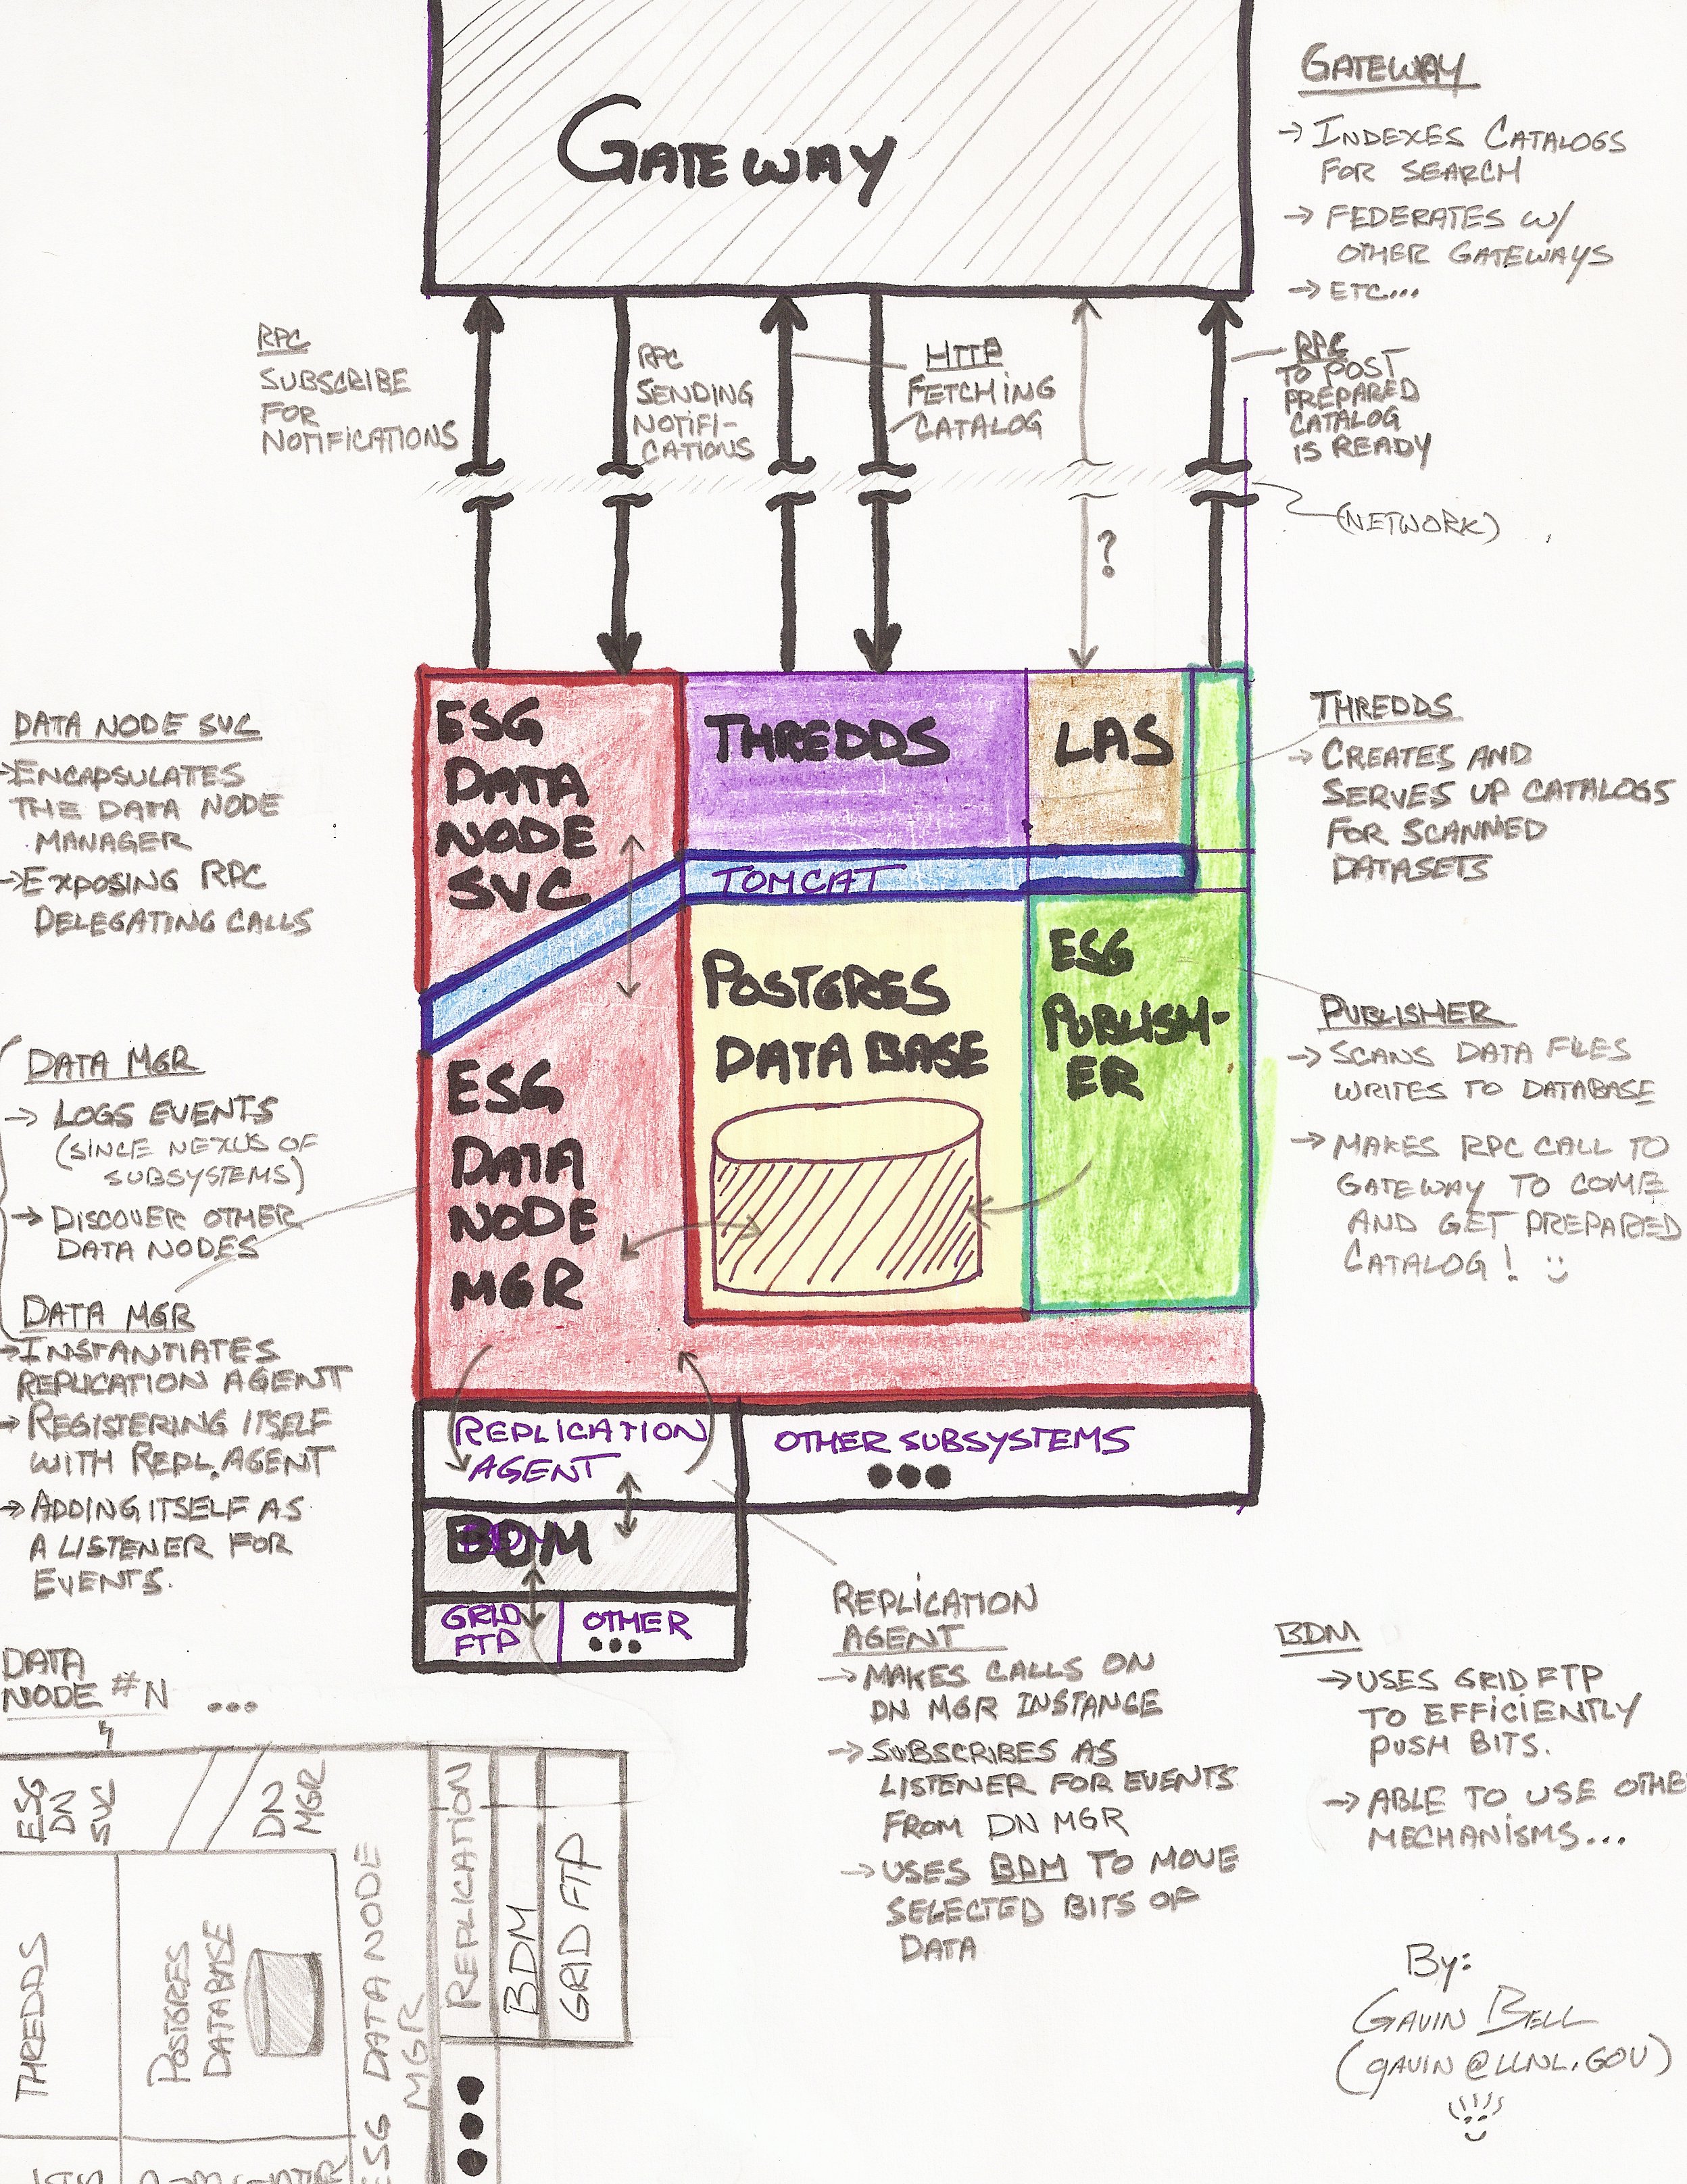 GATEWAY
GATEWAY
→ INDEXES CATALOGS
FOR SEARCH
→ FEDERATES W/
OTHER GATEWAYS
→ ETC...
RPC
SUBSCRIBE
FOR
NOTIFICATIONS
RPC
SENDING
NOTIFI-
CATIONS
HTTP
FETCHING
CATALOG
RPC
TO POST
PREPARED
CATALOG
IS READY
(NETWORK)
?
ESG
DATA
NODE
SVC
THREDDS
LAS
TOMCAT
DATA NODE SVC
→ ENCAPSULATES
THE DATA NODE
MANAGER
→ EXPOSING RPC
DELEGATING CALLS
THREDDS
→ CREATES AND
SERVES UP CATALOGS
FOR SCANNED
DATASETS
ESG
DATA
NODE
MGR
POSTGRES
DATABASE
ESG
PUBLISH-
ER
PUBLISHER
→ SCANS DATA FILES
WRITES TO DATABASE
→ MAKES RPC CALL TO
GATEWAY TO COME
AND GET PREPARED
CATALOG!
DATA MGR
→ LOGS EVENTS
(SINCE NEXUS OF
SUBSYSTEMS)
→ DISCOVER OTHER
DATA NODES
DATA MGR
→ INSTANTIATES
REPLICATION AGENT
→ REGISTERING ITSELF
WITH REPL. AGENT
→ ADDING ITSELF AS
A LISTENER FOR
EVENTS.
REPLICATION
AGENT
OTHER SUBSYSTEMS
...
BDM
GRID
FTP
OTHER
...
REPLICATION
AGENT
→ MAKES CALLS ON
DN MGR INSTANCE
→ SUBSCRIBES AS
LISTENER FOR EVENTS
FROM DN MGR
→ USES BDM TO MOVE
SELECTED BITS OF
DATA
BDM
→ USES GRID FTP
TO EFFICIENTLY
PUSH BITS.
→ ABLE TO USE OTHE
MECHANISMS...
DATA
NODE #N ...
ESG
DN
SVC
DN
MGR
THREDDS
POSTGRES
DATABASE
ESG DATA NODE
MGR
REPLICATION
BDM
GRID FTP
...
By:
GAVIN BELL
(gavin@LLNL.GOV)